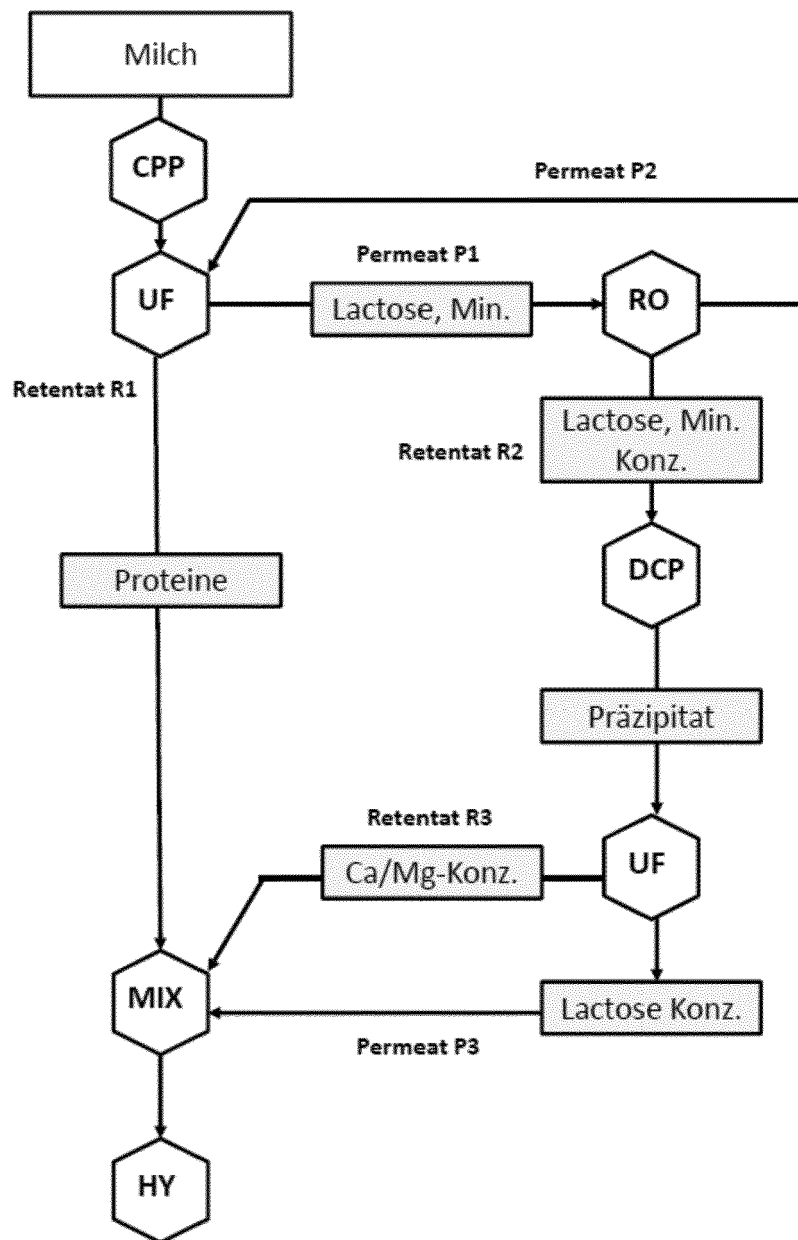 Milch
CPP
Permeat P2
UF
Permeat P1
Lactose, Min.
RO
Retentat R1
Lactose, Min.
Konz.
Retentat R2
Proteine
DCP
Präzipitat
Retentat R3
Ca/Mg-Konz.
UF
MIX
Lactose Konz.
Permeat P3
HY